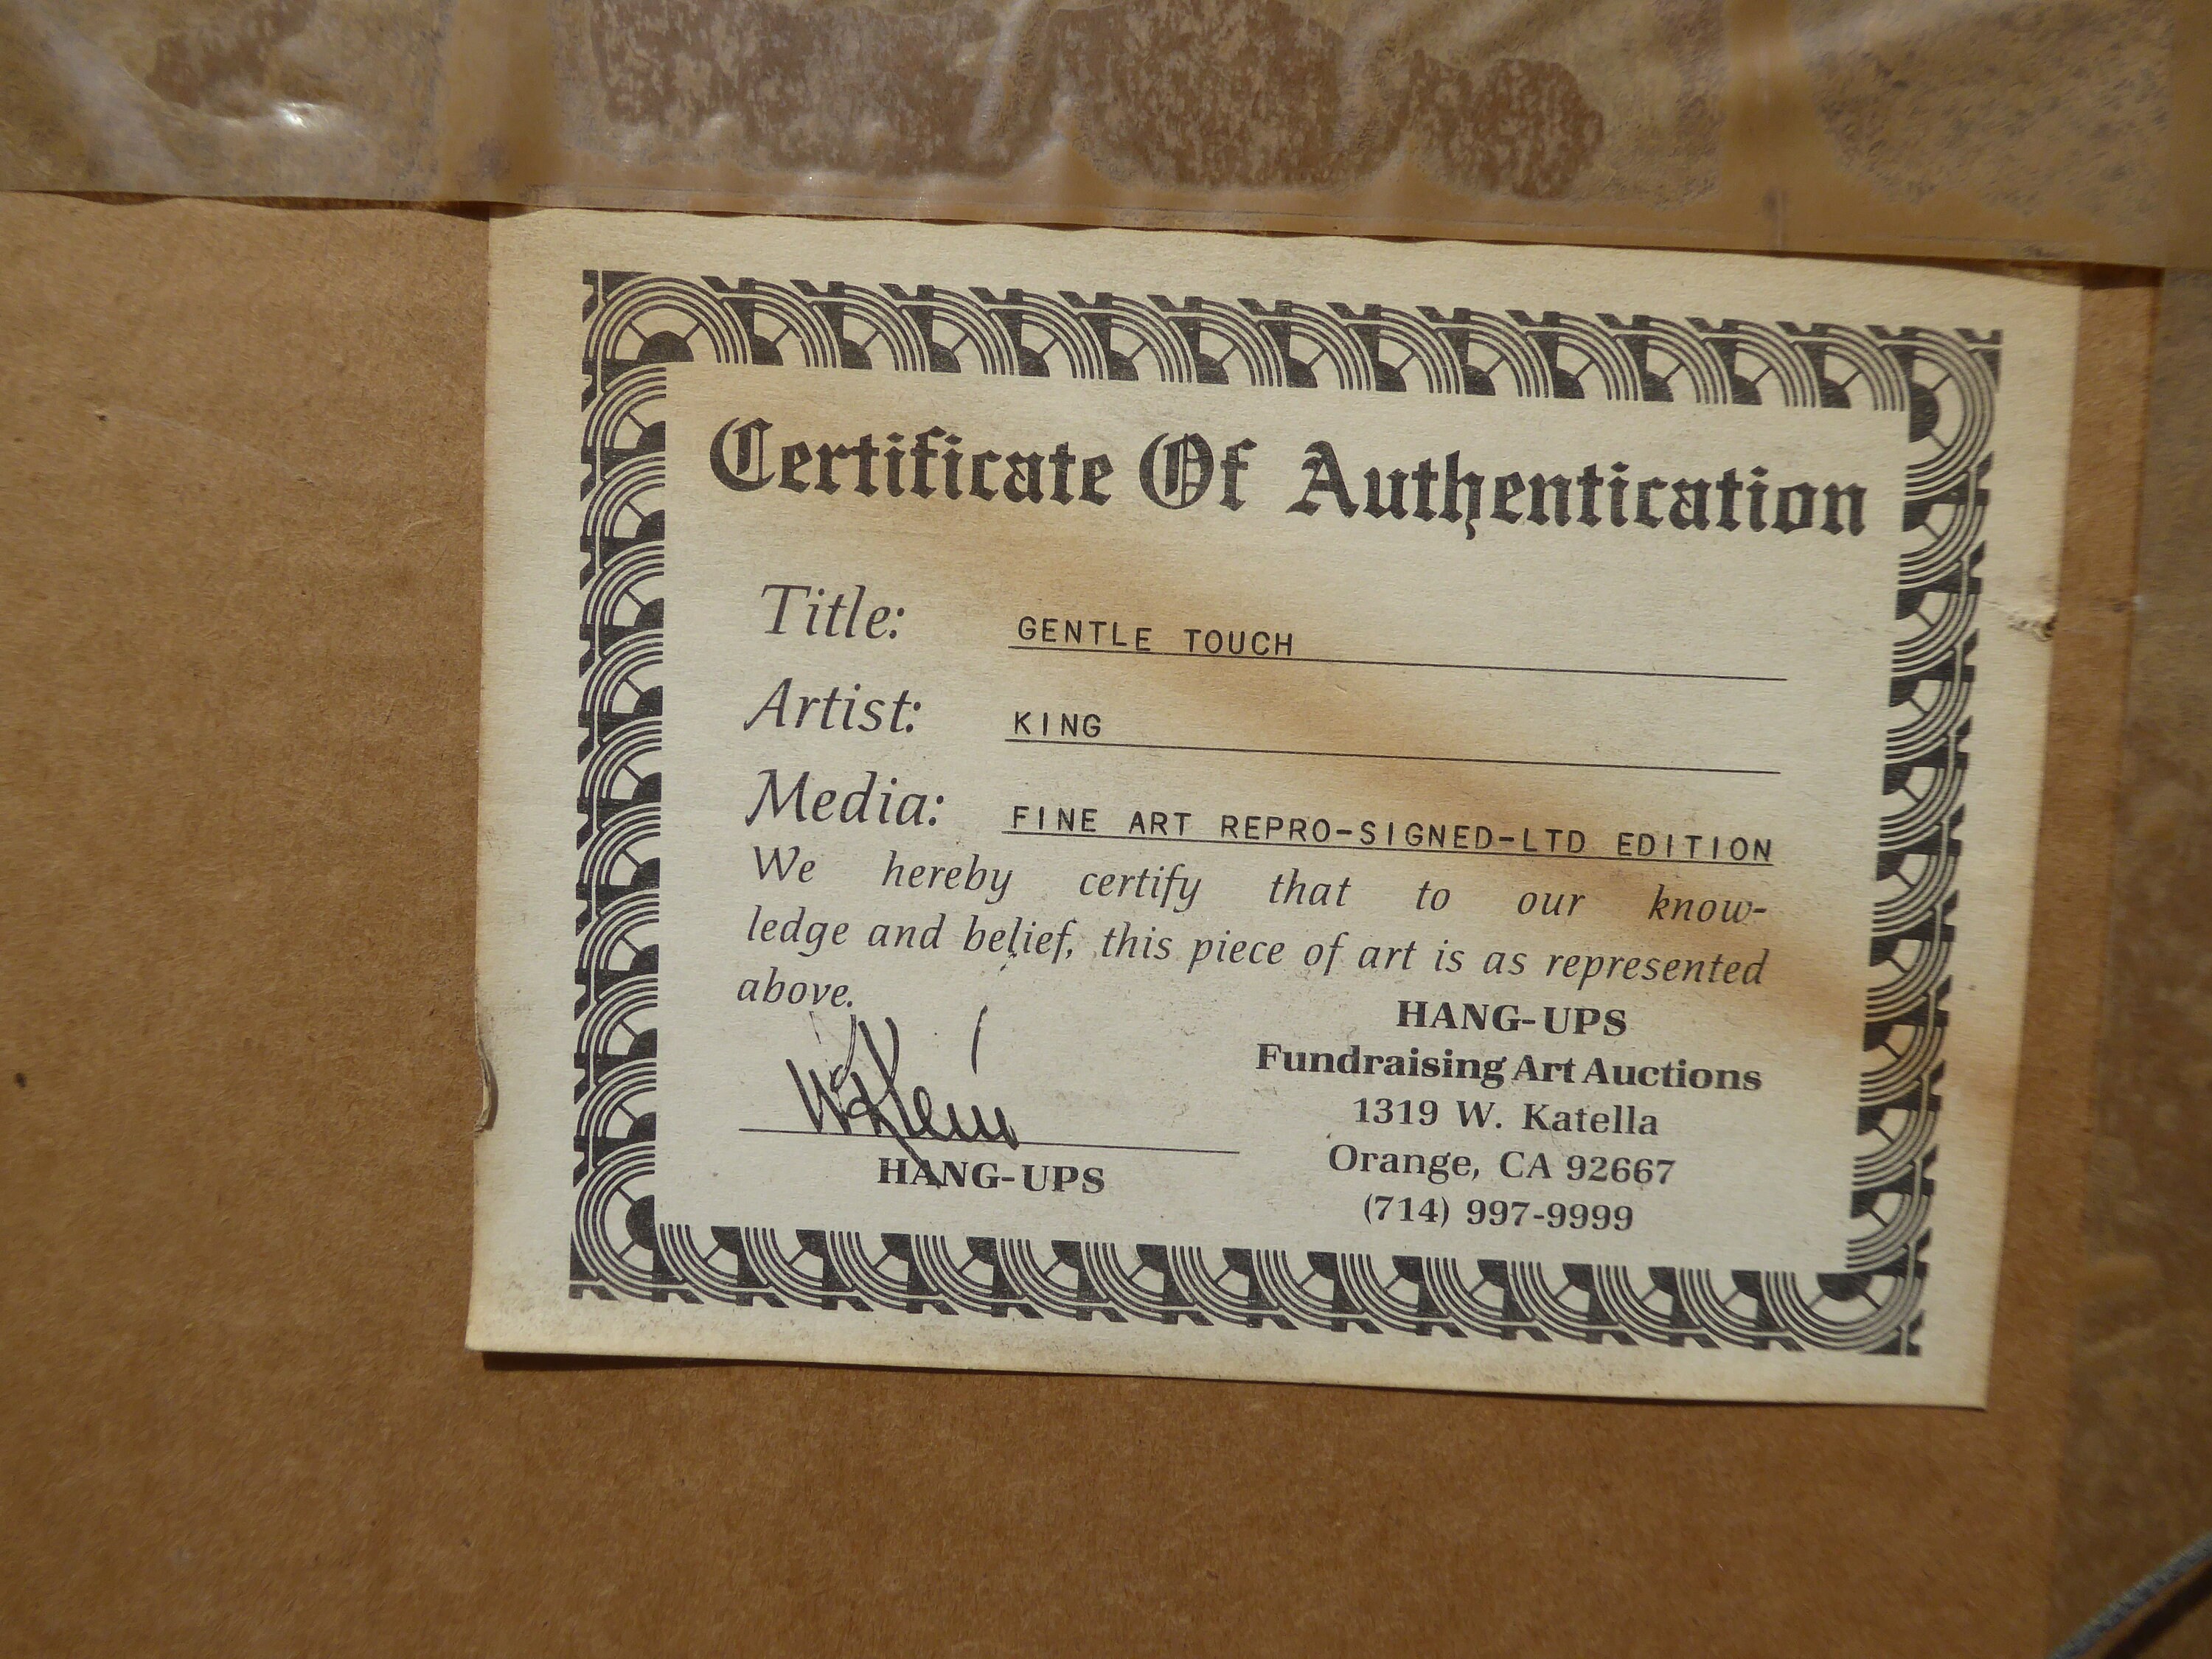 Certificate Of Authentication
Title: GENTLE TOUCH
Artist: KING
Media: FINE ART REPRO-SIGNED-LTD EDITION
We hereby certify that to our know-
ledge and belief, this piece of art is as represented
above.
HANG-UPS
HANG-UPS
Fundraising Art Auctions
1319 W. Katella
Orange, CA 92667
(714) 997-9999